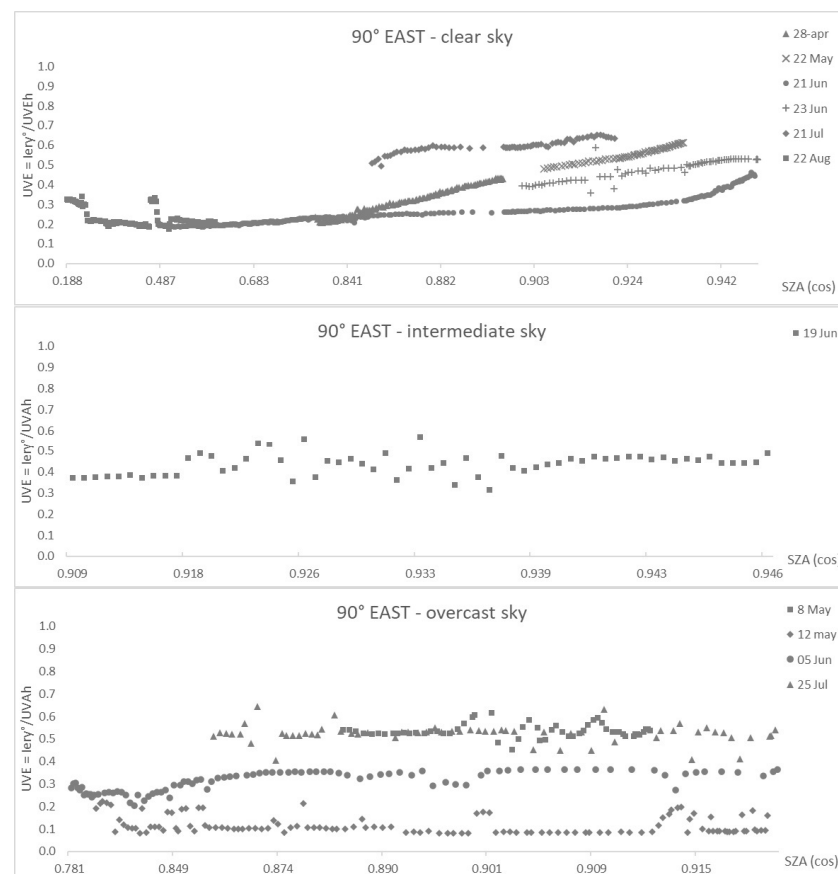 90° EAST - clear sky
UVE = Iery°/UVEh
1.0
0.9
0.8
0.7
0.6
0.5
0.4
0.3
0.2
0.1
0.0
0.188 0.487 0.683 0.841 0.882 0.903 0.924 0.942
SZA (cos)
28-apr
22 May
21 Jun
23 Jun
21 Jul
22 Aug
90° EAST - intermediate sky
UVE = Iery°/UVAh
1.0
0.9
0.8
0.7
0.6
0.5
0.4
0.3
0.2
0.1
0.0
0.909 0.918 0.926 0.933 0.939 0.943 0.946
SZA (cos)
19 Jun
90° EAST - overcast sky
UVE = Iery°/UVAh
1.0
0.9
0.8
0.7
0.6
0.5
0.4
0.3
0.2
0.1
0.0
0.781 0.849 0.874 0.890 0.901 0.909 0.915
SZA (cos)
8 May
12 may
05 Jun
25 Jul